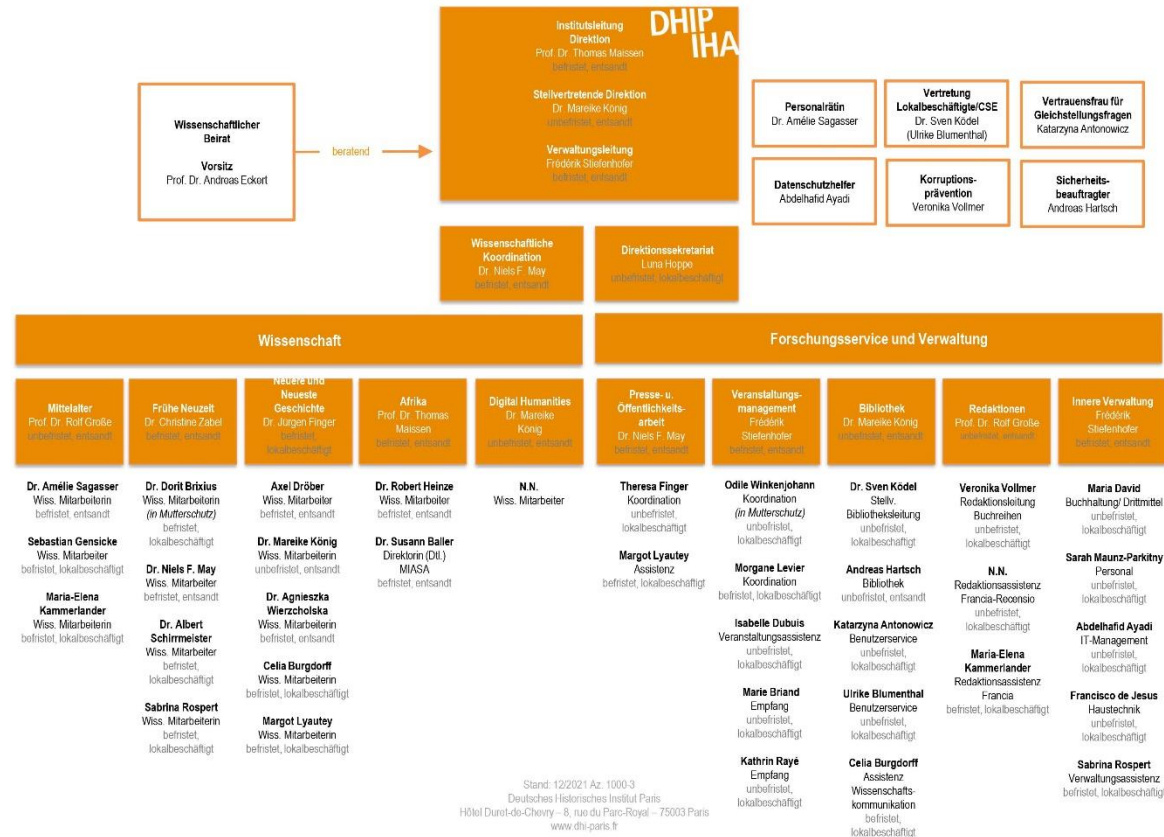 DHIP
IHA
Institutsleitung
Direktion
Prof. Dr. Thomas Maissen
befristet, entsandt
Stellvertretende Direktion
Dr. Mareike König
unbefristet, entsandt
Verwaltungsleitung
Frédérik Stiefenhofer
befristet, entsandt
Wissenschaftlicher
Beirat
Vorsitz
Prof. Dr. Andreas Eckert
beratend
Personalrätin
Dr. Amélie Sagasser
Vertretung
Lokalbeschäftigte/CSE
Dr. Sven Ködel
(Ulrike Blumenthal)
Vertrauensfrau für
Gleichstellungsfragen
Katarzyna Antonowicz
Datenschutzhelfer
Abdelhafid Ayadi
Korruptions-
prävention
Veronika Vollmer
Sicherheits-
beauftragter
Andreas Hartsch
Wissenschaftliche
Koordination
Dr. Niels F. May
befristet, entsandt
Direktionssekretariat
Luna Hoppe
unbefristet, lokalbeschäftigt
Wissenschaft
Forschungsservice und Verwaltung
Mittelalter
Prof. Dr. Rolf Große
unbefristet, entsandt
Dr. Amélie Sagasser
Wiss. Mitarbeiterin
befristet, entsandt
Sebastian Gensicke
Wiss. Mitarbeiter
befristet, lokalbeschäftigt
Maria-Elena
Kammerlander
Wiss. Mitarbeiterin
befristet, lokalbeschäftigt
Frühe Neuzeit
Dr. Christine Zabel
befristet, entsandt
Dr. Dorit Brixius
Wiss. Mitarbeiterin
(in Mutterschutz)
befristet,
lokalbeschäftigt
Dr. Niels F. May
Wiss. Mitarbeiter
befristet, entsandt
Dr. Albert
Schirrmeister
Wiss. Mitarbeiter
befristet,
lokalbeschäftigt
Sabrina Rospert
Wiss. Mitarbeiterin
befristet,
lokalbeschäftigt
Neuere und
Neueste
Geschichte
Dr. Jürgen Finger
befristet,
lokalbeschäftigt
Axel Dröber
Wiss. Mitarbeiter
befristet, entsandt
Dr. Mareike König
Wiss. Mitarbeiterin
unbefristet, entsandt
Dr. Agnieszka
Wierzcholska
Wiss. Mitarbeiterin
befristet, entsandt
Celia Burgdorff
Wiss. Mitarbeiterin
befristet, lokalbeschäftigt
Margot Lyautey
Wiss. Mitarbeiterin
befristet, lokalbeschäftigt
Afrika
Prof. Dr. Thomas
Maissen
befristet, entsandt
Dr. Robert Heinze
Wiss. Mitarbeiter
befristet, entsandt
Dr. Susann Baller
Direktorin (Dtl.)
MIASA
befristet, entsandt
Digital Humanities
Dr. Mareike
König
unbefristet, entsandt
N.N.
Wiss. Mitarbeiter
Presse- u.
Öffentlichkeits-
arbeit
Dr. Niels F. May
befristet, entsandt
Theresa Finger
Koordination
unbefristet,
lokalbeschäftigt
Margot Lyautey
Assistenz
befristet, lokalbeschäftigt
Veranstaltungs-
management
Frédérik
Stiefenhofer
befristet, entsandt
Odile Winkenjohann
Koordination
(in Mutterschutz)
unbefristet,
lokalbeschäftigt
Morgane Levier
Koordination
befristet, lokalbeschäftigt
Isabelle Dubuis
Veranstaltungsassistenz
unbefristet,
lokalbeschäftigt
Marie Briand
Empfang
unbefristet,
lokalbeschäftigt
Kathrin Rayé
Empfang
unbefristet,
lokalbeschäftigt
Bibliothek
Dr. Mareike König
unbefristet, entsandt
Dr. Sven Ködel
Stellv.
Bibliotheksleitung
unbefristet,
lokalbeschäftigt
Andreas Hartsch
Bibliothek
unbefristet, entsandt
Katarzyna Antonowicz
Benutzerservice
unbefristet,
lokalbeschäftigt
Ulrike Blumenthal
Benutzerservice
unbefristet,
lokalbeschäftigt
Celia Burgdorff
Assistenz
Wissenschafts-
kommunikation
befristet,
lokalbeschäftigt
Redaktionen
Prof. Dr. Rolf Große
unbefristet, entsandt
Veronika Vollmer
Redaktionsleitung
Buchreihen
unbefristet,
lokalbeschäftigt
N.N.
Redaktionsassistenz
Francia-Recensio
unbefristet,
lokalbeschäftigt
Maria-Elena
Kammerlander
Redaktionsassistenz
Francia
befristet, lokalbeschäftigt
Innere Verwaltung
Frédérik
Stiefenhofer
befristet, entsandt
Maria David
Buchhaltung/ Drittmittel
unbefristet,
lokalbeschäftigt
Sarah Maunz-Parkitny
Personal
unbefristet,
lokalbeschäftigt
Abdelhafid Ayadi
IT-Management
unbefristet,
lokalbeschäftigt
Francisco de Jesus
Haustechnik
unbefristet,
lokalbeschäftigt
Sabrina Rospert
Verwaltungsassistenz
befristet, lokalbeschäftigt
Stand: 12/2021 Az. 1000-3
Deutsches Historisches Institut Paris
Hôtel Duret-de-Chevry – 8, rue du Parc-Royal – 75003 Paris
www.dhi-paris.fr